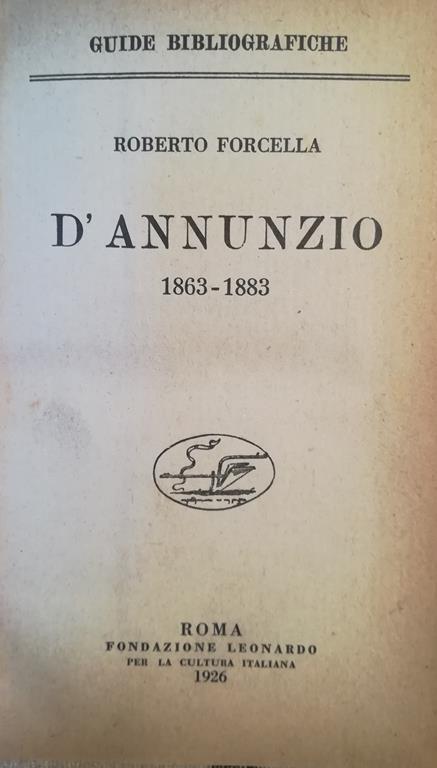 GUIDE BIBLIOGRAFICHE
ROBERTO FORCELLA
D'ANNUNZIO
1863-1883
ROMA
FONDAZIONE LEONARDO
PER LA CULTURA ITALIANA
1926